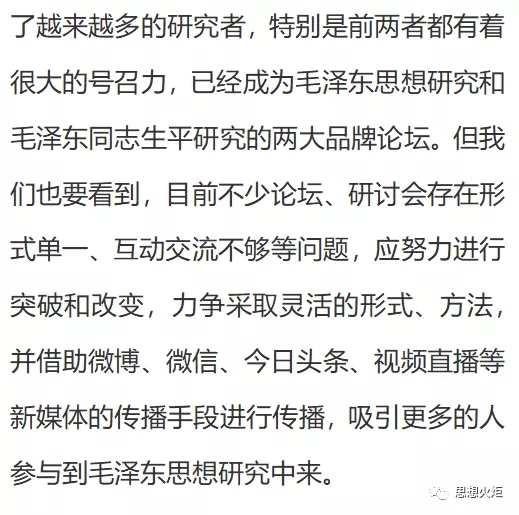 了越来越多的研究者，特别是前两者都有着
很大的号召力，已经成为毛泽东思想研究和
毛泽东同志生平研究的两大品牌论坛。但我
们也要看到，目前不少论坛、研讨会存在形
式单一、互动交流不够等问题，应努力进行
突破和改变，力争采取灵活的形式、方法，
并借助微博、微信、今日头条、视频直播等
新媒体的传播手段进行传播，吸引更多的人
参与到毛泽东思想研究中来。
思想火炬